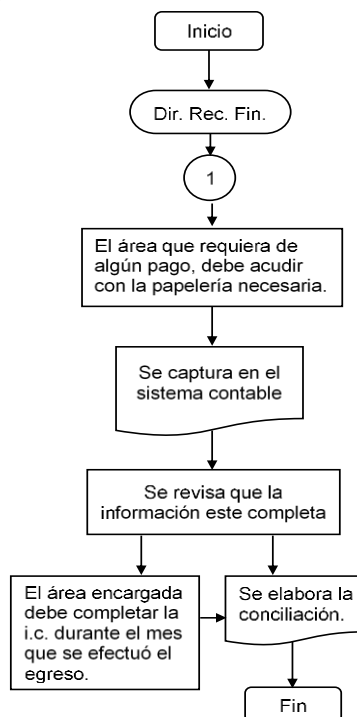 Inicio
Dir. Rec. Fin.
1
El área que requiera de
algún pago, debe acudir
con la papelería necesaria.
Se captura en el
sistema contable
Se revisa que la
información este completa
El área encargada
debe completar la
i.c. durante el mes
que se efectuó el
egreso.
Se elabora la
conciliación.
Fin